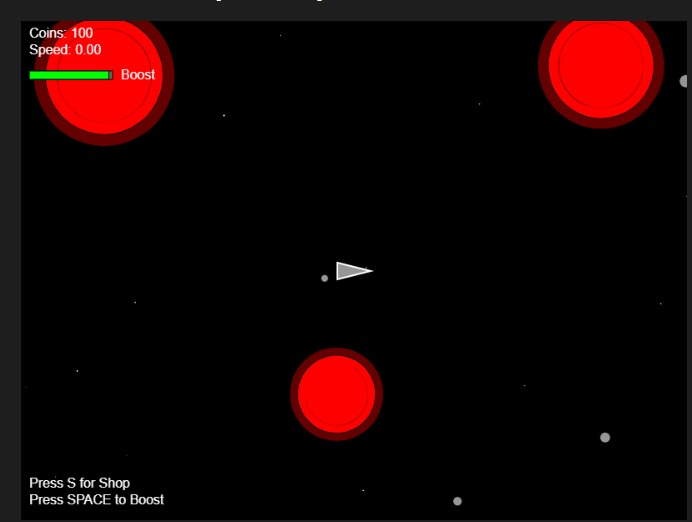 Coins: 100
Speed: 0.00
Boost
Press S for Shop
Press SPACE to Boost